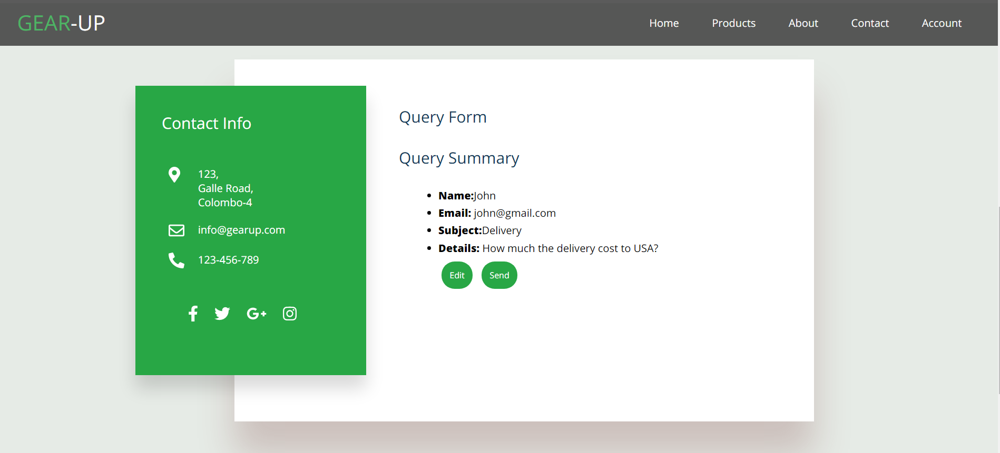 GEAR-UP
Home Products About Contact Account
Contact Info
123,
Galle Road,
Colombo-4
info@gearup.com
123-456-789
Query Form
Query Summary
Name:John
Email: john@gmail.com
Subject:Delivery
Details: How much the delivery cost to USA?
Edit Send